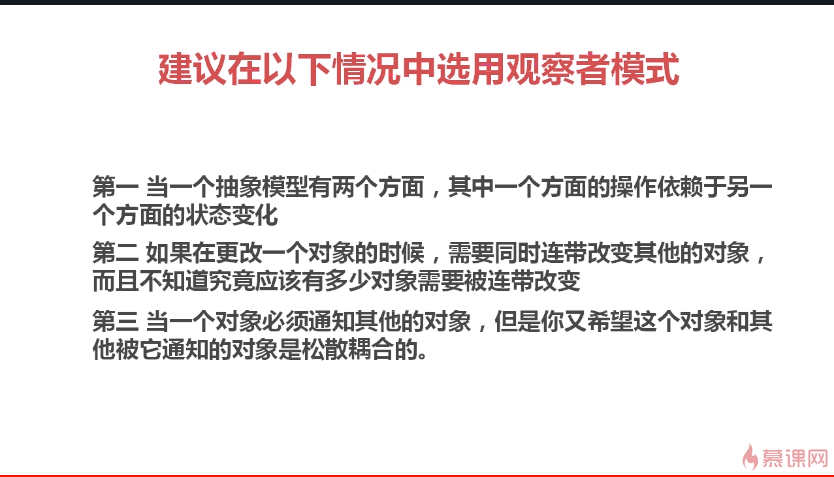 建议在以下情况中选用观察者模式
第一 当一个抽象模型有两个方面，其中一个方面的操作依赖于另一
个方面的状态变化
第二 如果在更改一个对象的时候，需要同时连带改变其他的对象，
而且不知道究竟应该有多少对象需要被连带改变
第三 当一个对象必须通知其他的对象，但是你又希望这个对象和其
他被它通知的对象是松散耦合的。
慕课网